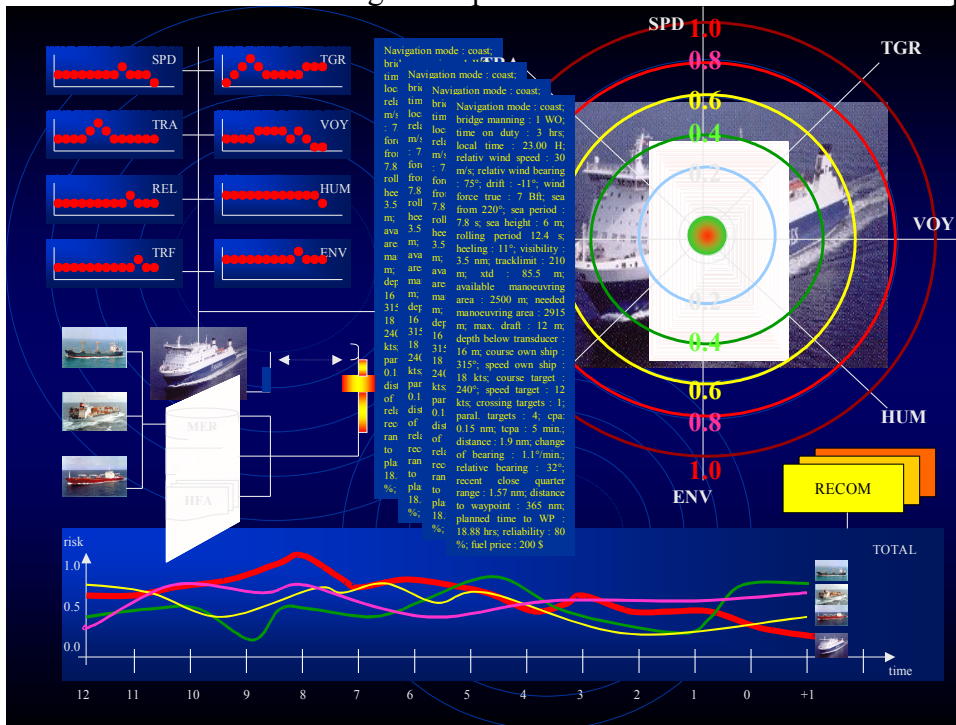 SPD
TGR
TRA
VOY
REL
HUM
TRF
ENV
MER
HFA
Navigation mode : coast;
Navigation mode : coast;
Navigation mode : coast;
Navigation mode : coast;
bridge manning : 1 WO;
time on duty : 3 hrs;
local time : 23.00 H;
relativ wind speed : 30
m/s; relativ wind bearing
: 75°; drift : -11°; wind
force true : 7 Bft; sea
from 220°; sea period :
7.8 s; sea height : 6 m;
rolling period 12.4 s;
heeling : 11°; visibility :
3.5 nm; tracklimit : 210
m; xtd : 85.5 m;
available manoeuvring
area : 2500 m; needed
manoeuvring area : 2915
m; max. draft : 12 m;
depth below transducer :
16 m; course own ship :
315°; speed own ship :
18 kts; course target :
240°; speed target : 12
kts; crossing targets : 1;
paral. targets : 4; cpa:
0.15 nm; tcpa : 5 min.;
distance : 1.9 nm; change
of bearing : 1.1°/min.;
relative bearing : 32°;
recent close quarter
range : 1.57 nm; distance
to waypoint : 365 nm;
planned time to WP :
18.88 hrs; reliability : 80
%; fuel price : 200 $
SPD
TRA
TGR
VOY
HUM
ENV
1.0
0.8
0.6
0.4
0.2
0.2
0.4
0.6
0.8
1.0
RECOM
TOTAL
risk
1.0
0.5
0.0
time
12 11 10 9 8 7 6 5 4 3 2 1 0 +1